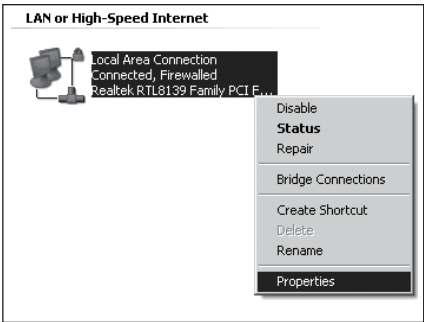 LAN or High-Speed Internet
Local Area Connection
Connected, Firewalled
Realtek RTL8139 Family PCI F...
Disable
Status
Repair
Bridge Connections
Create Shortcut
Delete
Rename
Properties